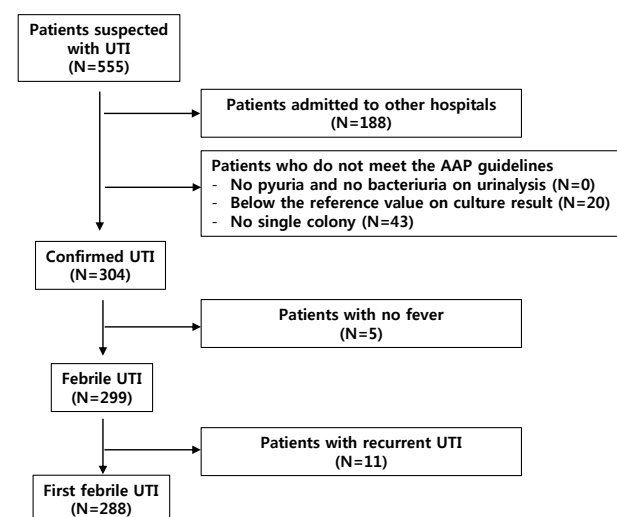 Patients suspected
with UTI
(N=555)
Patients admitted to other hospitals
(N=188)
Patients who do not meet the AAP guidelines
- No pyuria and no bacteriuria on urinalysis (N=0)
- Below the reference value on culture result (N=20)
- No single colony (N=43)
Confirmed UTI
(N=304)
Patients with no fever
(N=5)
Febrile UTI
(N=299)
Patients with recurrent UTI
(N=11)
First febrile UTI
(N=288)